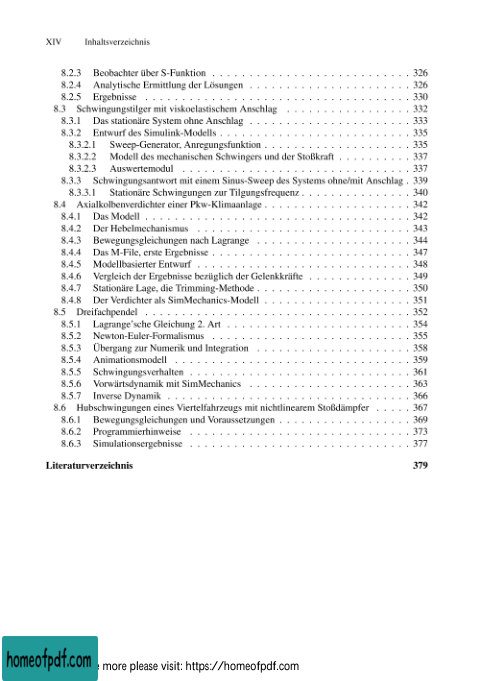 XIV Inhaltsverzeichnis
8.2.3 Beobachter über S-Funktion . . . . . . . . . . . . . . . . . . . . . . . . . . . 326
8.2.4 Analytische Ermittlung der Lösungen . . . . . . . . . . . . . . . . . . . . . . 326
8.2.5 Ergebnisse . . . . . . . . . . . . . . . . . . . . . . . . . . . . . . . . . . . . 330
8.3 Schwingungstilger mit viskoelastischem Anschlag . . . . . . . . . . . . . . . . . 332
8.3.1 Das stationäre System ohne Anschlag . . . . . . . . . . . . . . . . . . . . . . 333
8.3.2 Entwurf des Simulink-Modells . . . . . . . . . . . . . . . . . . . . . . . . . . 335
8.3.2.1 Sweep-Generator, Anregungsfunktion . . . . . . . . . . . . . . . . . . . . 335
8.3.2.2 Modell des mechanischen Schwingers und der Stoßkraft . . . . . . . . . . 337
8.3.2.3 Auswertemodul . . . . . . . . . . . . . . . . . . . . . . . . . . . . . . . 337
8.3.3 Schwingungsantwort mit einem Sinus-Sweep des Systems ohne/mit Anschlag . 339
8.3.3.1 Stationäre Schwingungen zur Tilgungsfrequenz . . . . . . . . . . . . . . . 340
8.4 Axialkolbenverdichter einer Pkw-Klimaanlage . . . . . . . . . . . . . . . . . . . . 342
8.4.1 Das Modell . . . . . . . . . . . . . . . . . . . . . . . . . . . . . . . . . . . . 342
8.4.2 Der Hebelmechanismus . . . . . . . . . . . . . . . . . . . . . . . . . . . . . 343
8.4.3 Bewegungsgleichungen nach Lagrange . . . . . . . . . . . . . . . . . . . . . 344
8.4.4 Das M-File, erste Ergebnisse . . . . . . . . . . . . . . . . . . . . . . . . . . . 347
8.4.5 Modellbasierter Entwurf . . . . . . . . . . . . . . . . . . . . . . . . . . . . . 348
8.4.6 Vergleich der Ergebnisse bezüglich der Gelenkkräfte . . . . . . . . . . . . . . 349
8.4.7 Stationäre Lage, die Trimming-Methode . . . . . . . . . . . . . . . . . . . . . 350
8.4.8 Der Verdichter als SimMechanics-Modell . . . . . . . . . . . . . . . . . . . . 351
8.5 Dreifachpendel . . . . . . . . . . . . . . . . . . . . . . . . . . . . . . . . . . . . 352
8.5.1 Lagrange'sche Gleichung 2. Art . . . . . . . . . . . . . . . . . . . . . . . . . 354
8.5.2 Newton-Euler-Formalismus . . . . . . . . . . . . . . . . . . . . . . . . . . . 355
8.5.3 Übergang zur Numerik und Integration . . . . . . . . . . . . . . . . . . . . . 358
8.5.4 Animationsmodell . . . . . . . . . . . . . . . . . . . . . . . . . . . . . . . . 359
8.5.5 Schwingungsverhalten . . . . . . . . . . . . . . . . . . . . . . . . . . . . . . 361
8.5.6 Vorwärtsdynamik mit SimMechanics . . . . . . . . . . . . . . . . . . . . . . 363
8.5.7 Inverse Dynamik . . . . . . . . . . . . . . . . . . . . . . . . . . . . . . . . . 366
8.6 Hubschwingungen eines Viertelfahrzeugs mit nichtlinearem Stoßdämpfer . . . . . 367
8.6.1 Bewegungsgleichungen und Voraussetzungen . . . . . . . . . . . . . . . . . . 369
8.6.2 Programmierhinweise . . . . . . . . . . . . . . . . . . . . . . . . . . . . . . 373
8.6.3 Simulationsergebnisse . . . . . . . . . . . . . . . . . . . . . . . . . . . . . . 377
Literaturverzeichnis 379
homeofpdf.com more please visit: https://homeofpdf.com